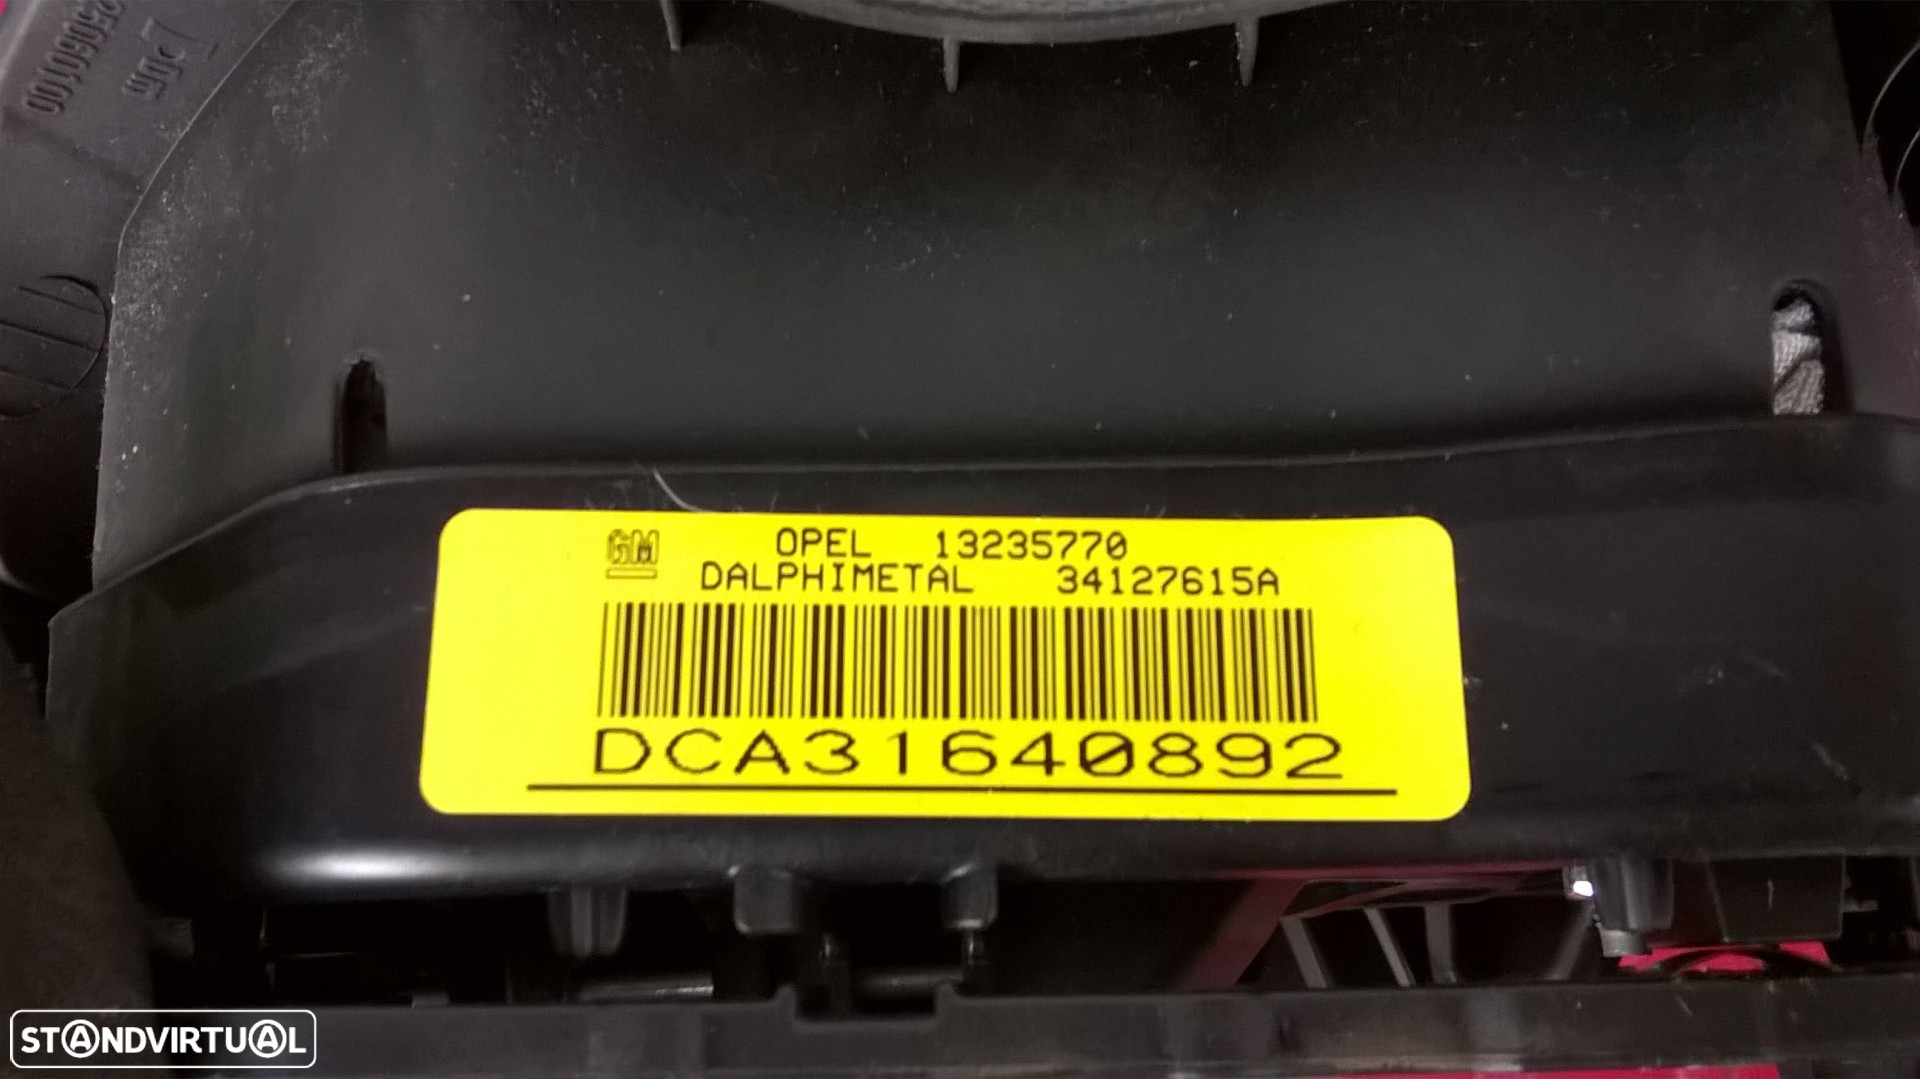 GM OPEL 13235770
DALPHIMETAL 34127615A
DCA31640892
STANDVIRTUAL